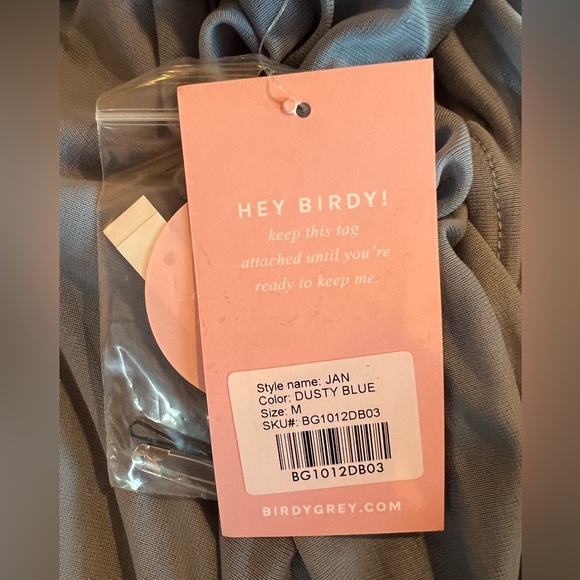 HEY BIRDY!
keep this tag
attached until you're
ready to keep me.
Style name: JAN
Color: DUSTY BLUE
Size: M
SKU#: BG1012DB03
BG1012DB03
BIRDYGREY.COM